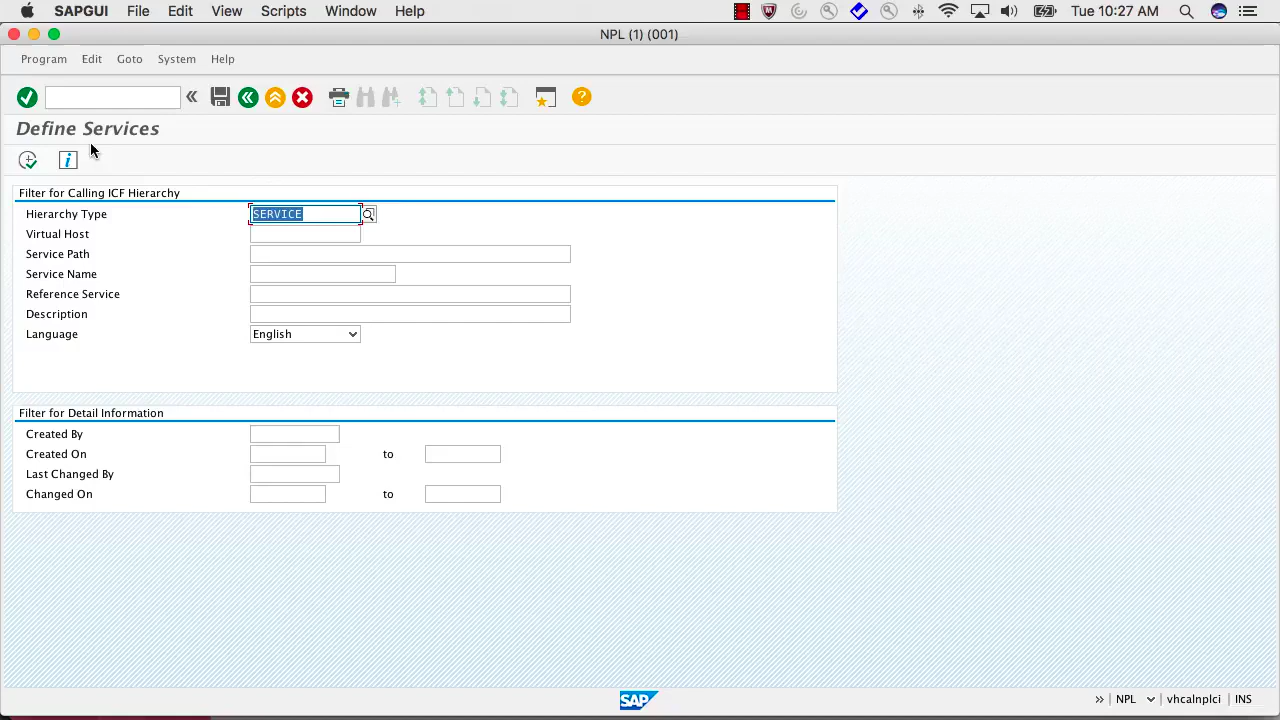 SAPGUI File Edit View Scripts Window Help Tue 10:27 AM
NPL (1) (001)
Program Edit Goto System Help
Define Services
Filter for Calling ICF Hierarchy
Hierarchy Type SERVICE
Virtual Host
Service Path
Service Name
Reference Service
Description
Language English
Filter for Detail Information
Created By
Created On to
Last Changed By
Changed On to
SAP NPL vhcalnplci INS